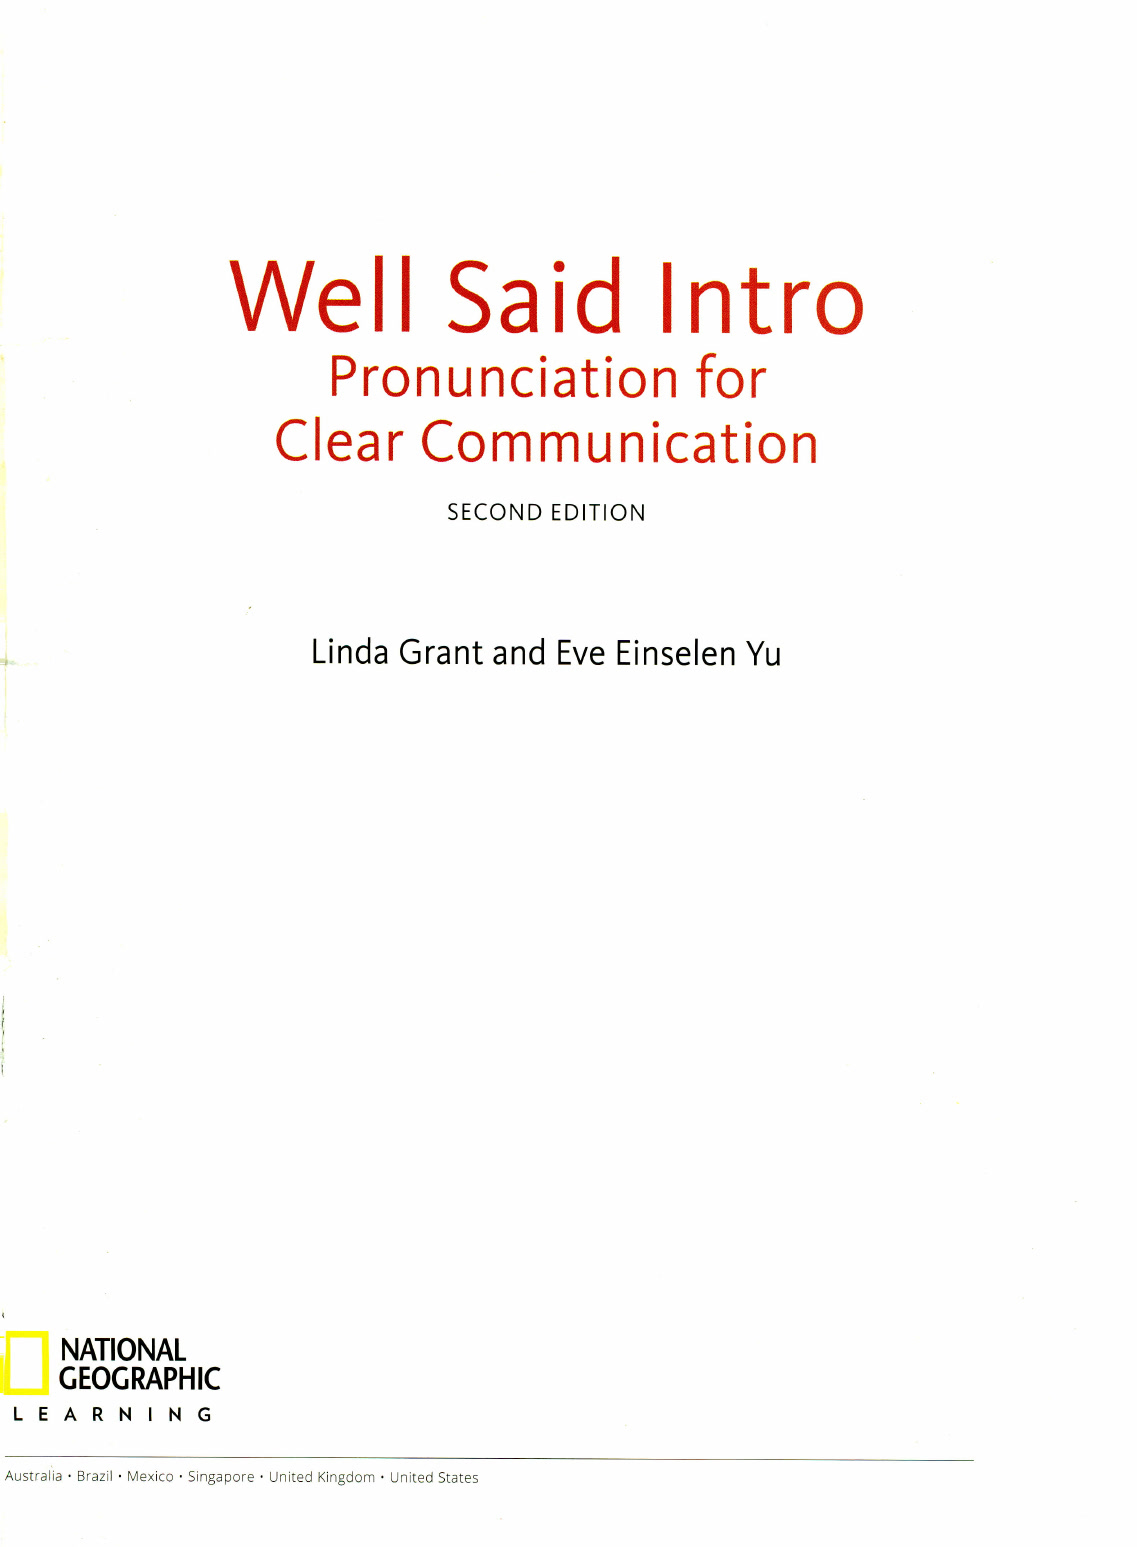 Well Said Intro
Pronunciation for
Clear Communication
SECOND EDITION
Linda Grant and Eve Einselen Yu
NATIONAL
GEOGRAPHIC
LEARNING
Australia • Brazil • Mexico • Singapore • United Kingdom • United States